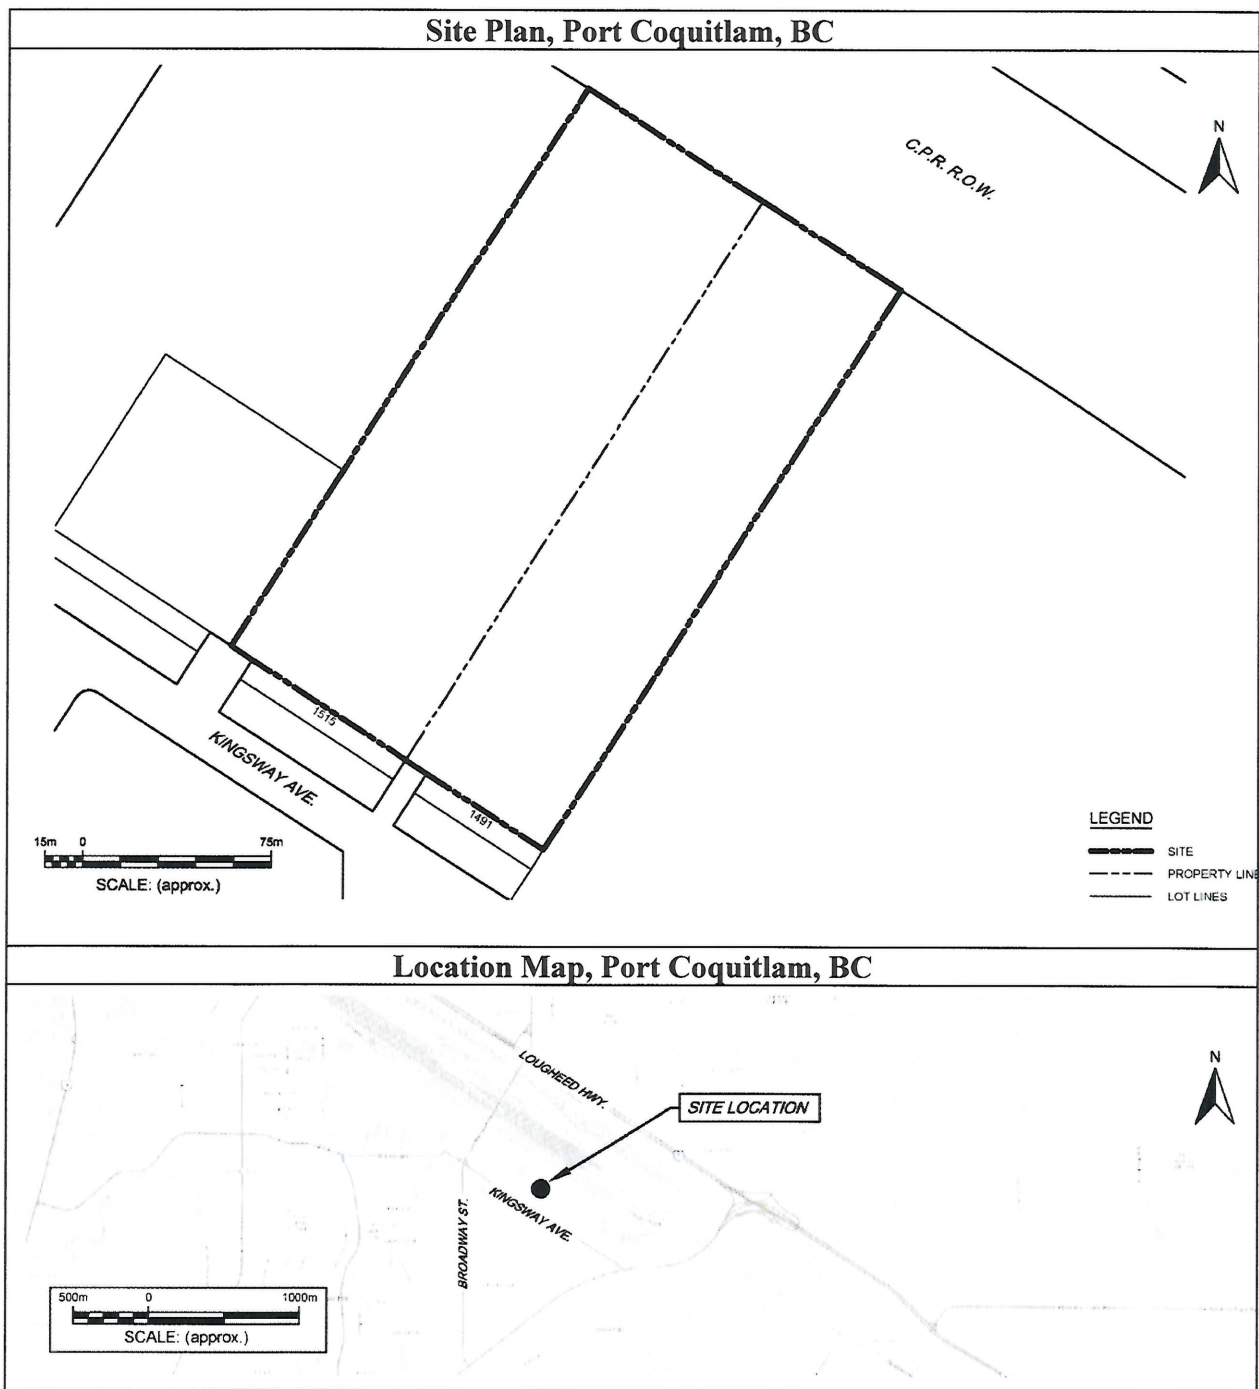 Site Plan, Port Coquitlam, BC
C.P.R. R.O.W.
N
1515
KINGSWAY AVE.
1491
15m 0 75m
SCALE: (approx.)
LEGEND
SITE
PROPERTY LINE
LOT LINES
Location Map, Port Coquitlam, BC
LOUGHEED HWY.
N
SITE LOCATION
KINGSWAY AVE.
BROADWAY ST.
500m 0 1000m
SCALE: (approx.)